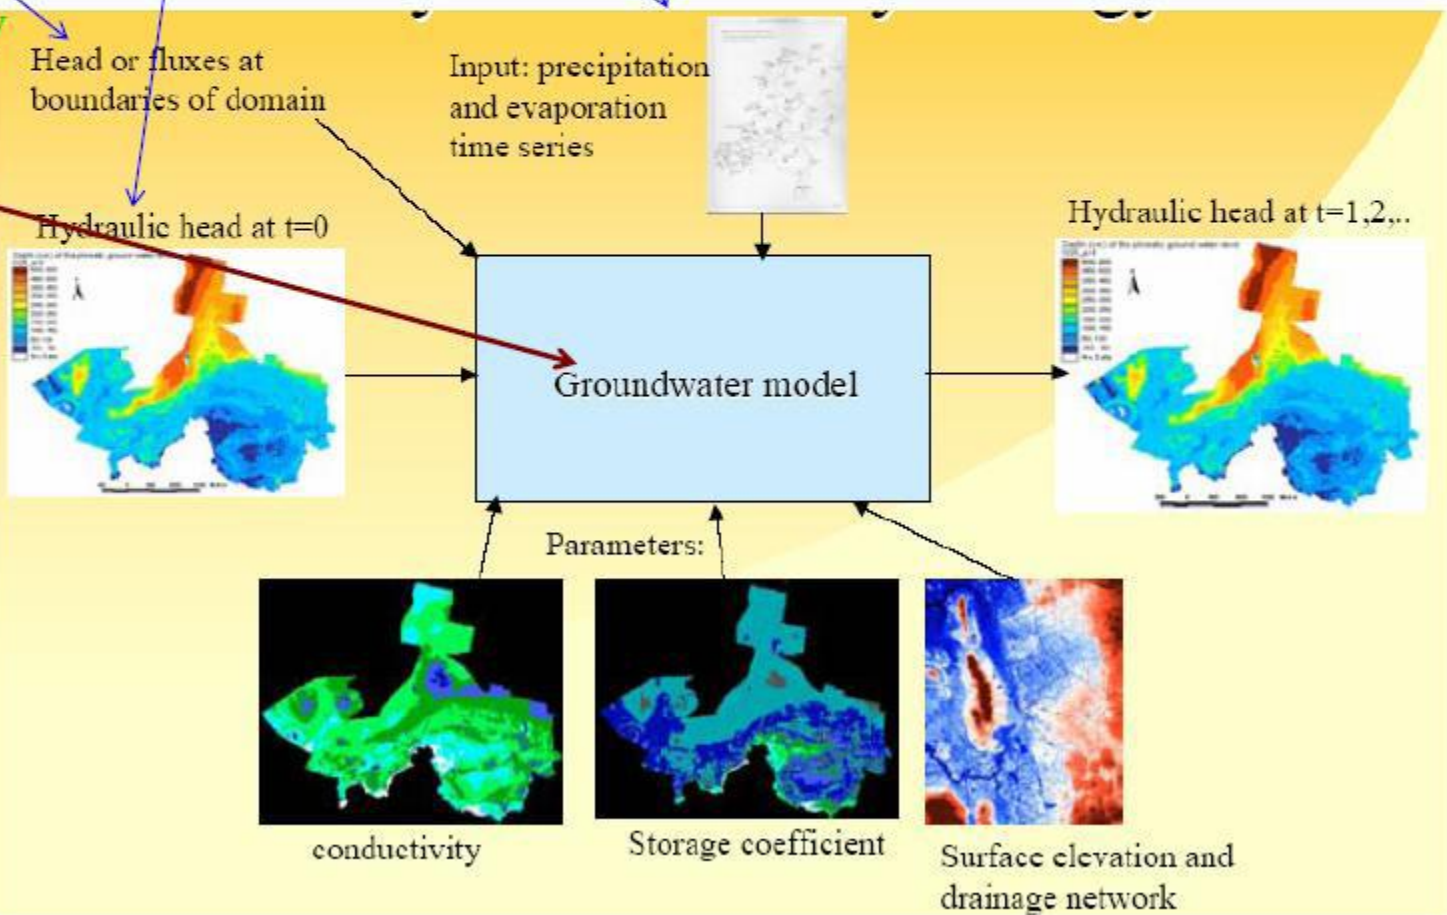 Head or fluxes at
boundaries of domain
Input: precipitation
and evaporation
time series
Hydraulic head at t=0
Hydraulic head at t=1,2,..
Groundwater model
Parameters:
conductivity
Storage coefficient
Surface elevation and
drainage network